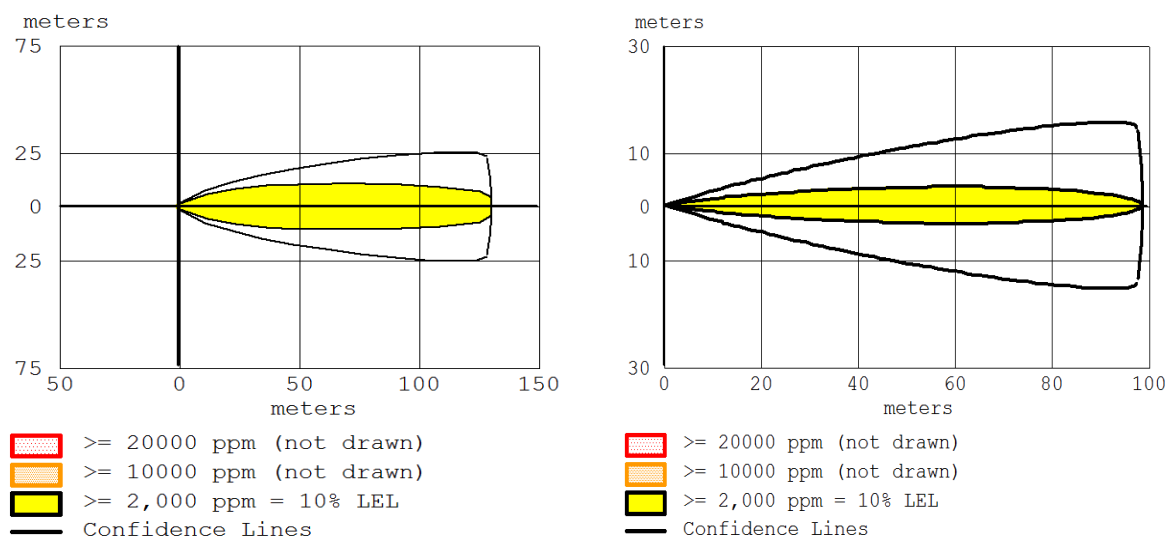 meters
75
25
0
25
75
50 0 50 100 150
meters
>= 20000 ppm (not drawn)
>= 10000 ppm (not drawn)
>= 2,000 ppm = 10% LEL
Confidence Lines
meters
30
10
0
10
30
0 20 40 60 80 100
meters
>= 20000 ppm (not drawn)
>= 10000 ppm (not drawn)
>= 2,000 ppm = 10% LEL
Confidence Lines